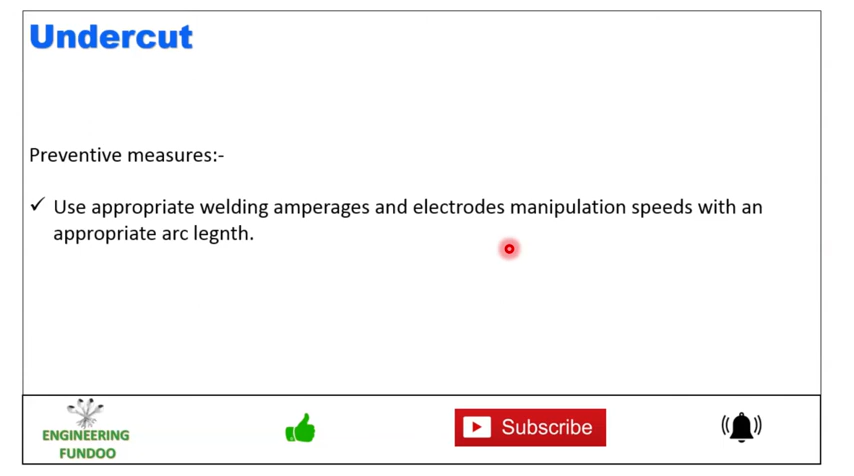 Undercut
Preventive measures:-
✓ Use appropriate welding amperages and electrodes manipulation speeds with an
appropriate arc legnth.
ENGINEERING
FUNDOO
Subscribe